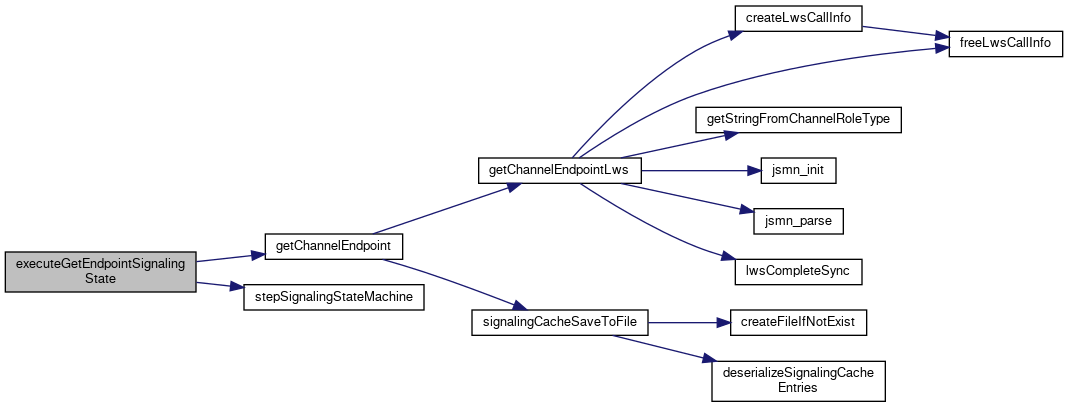 createLwsCallInfo
freeLwsCallInfo
getStringFromChannelRoleType
getChannelEndpointLws
jsmn_init
jsmn_parse
getChannelEndpoint
executeGetEndpointSignaling
State
lwsCompleteSync
stepSignalingStateMachine
signalingCacheSaveToFile
createFileIfNotExist
deserializeSignalingCache
Entries